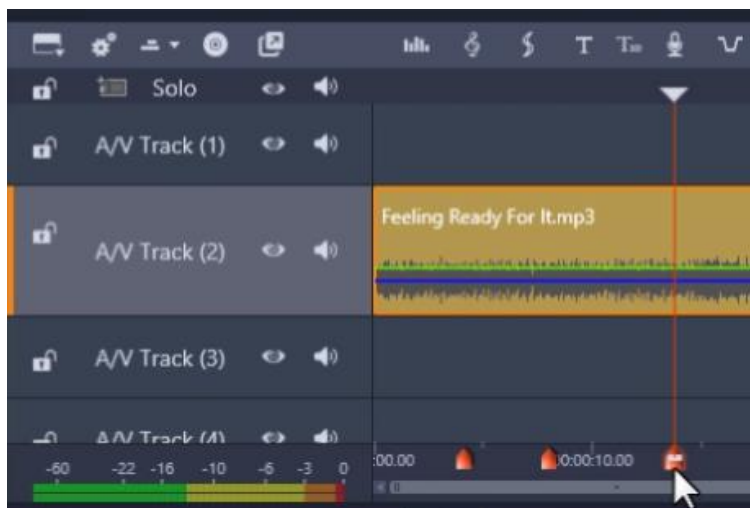 T T
Solo
A/V Track (1)
Feeling Ready For It.mp3
A/V Track (2)
A/V Track (3)
A/V Track (4)
:00.00 0:00:10.00
-60 -22 -16 -10 -6 -3 0